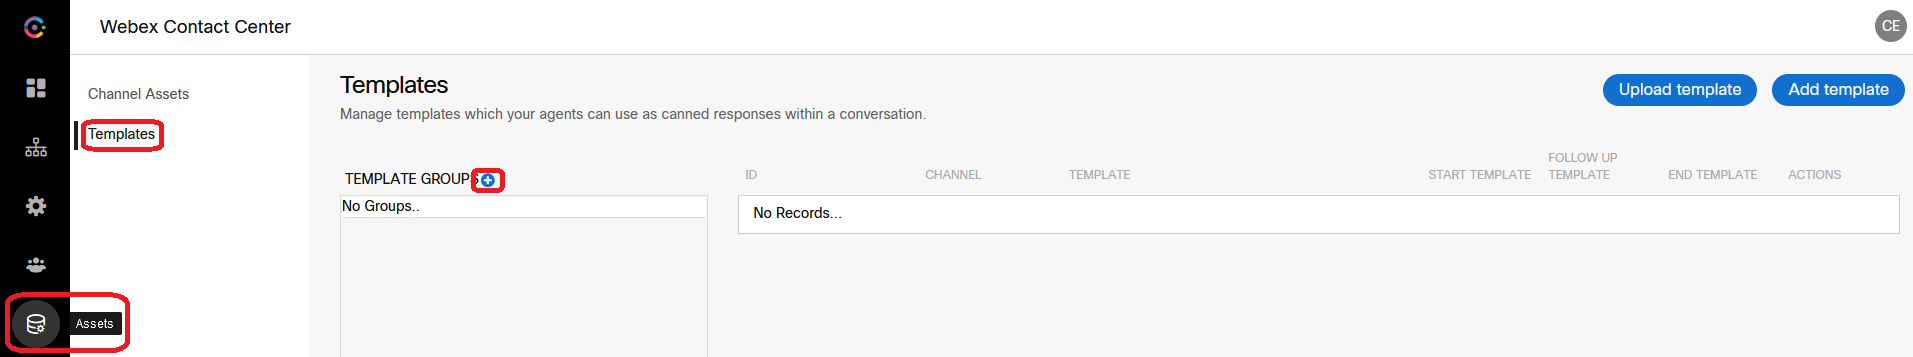 Webex Contact Center
CE
Channel Assets
Templates
Assets
Templates
Manage templates which your agents can use as canned responses within a conversation.
Upload template
Add template
TEMPLATE GROUPS
No Groups..
ID
CHANNEL
TEMPLATE
START TEMPLATE
FOLLOW UP
TEMPLATE
END TEMPLATE
ACTIONS
No Records...